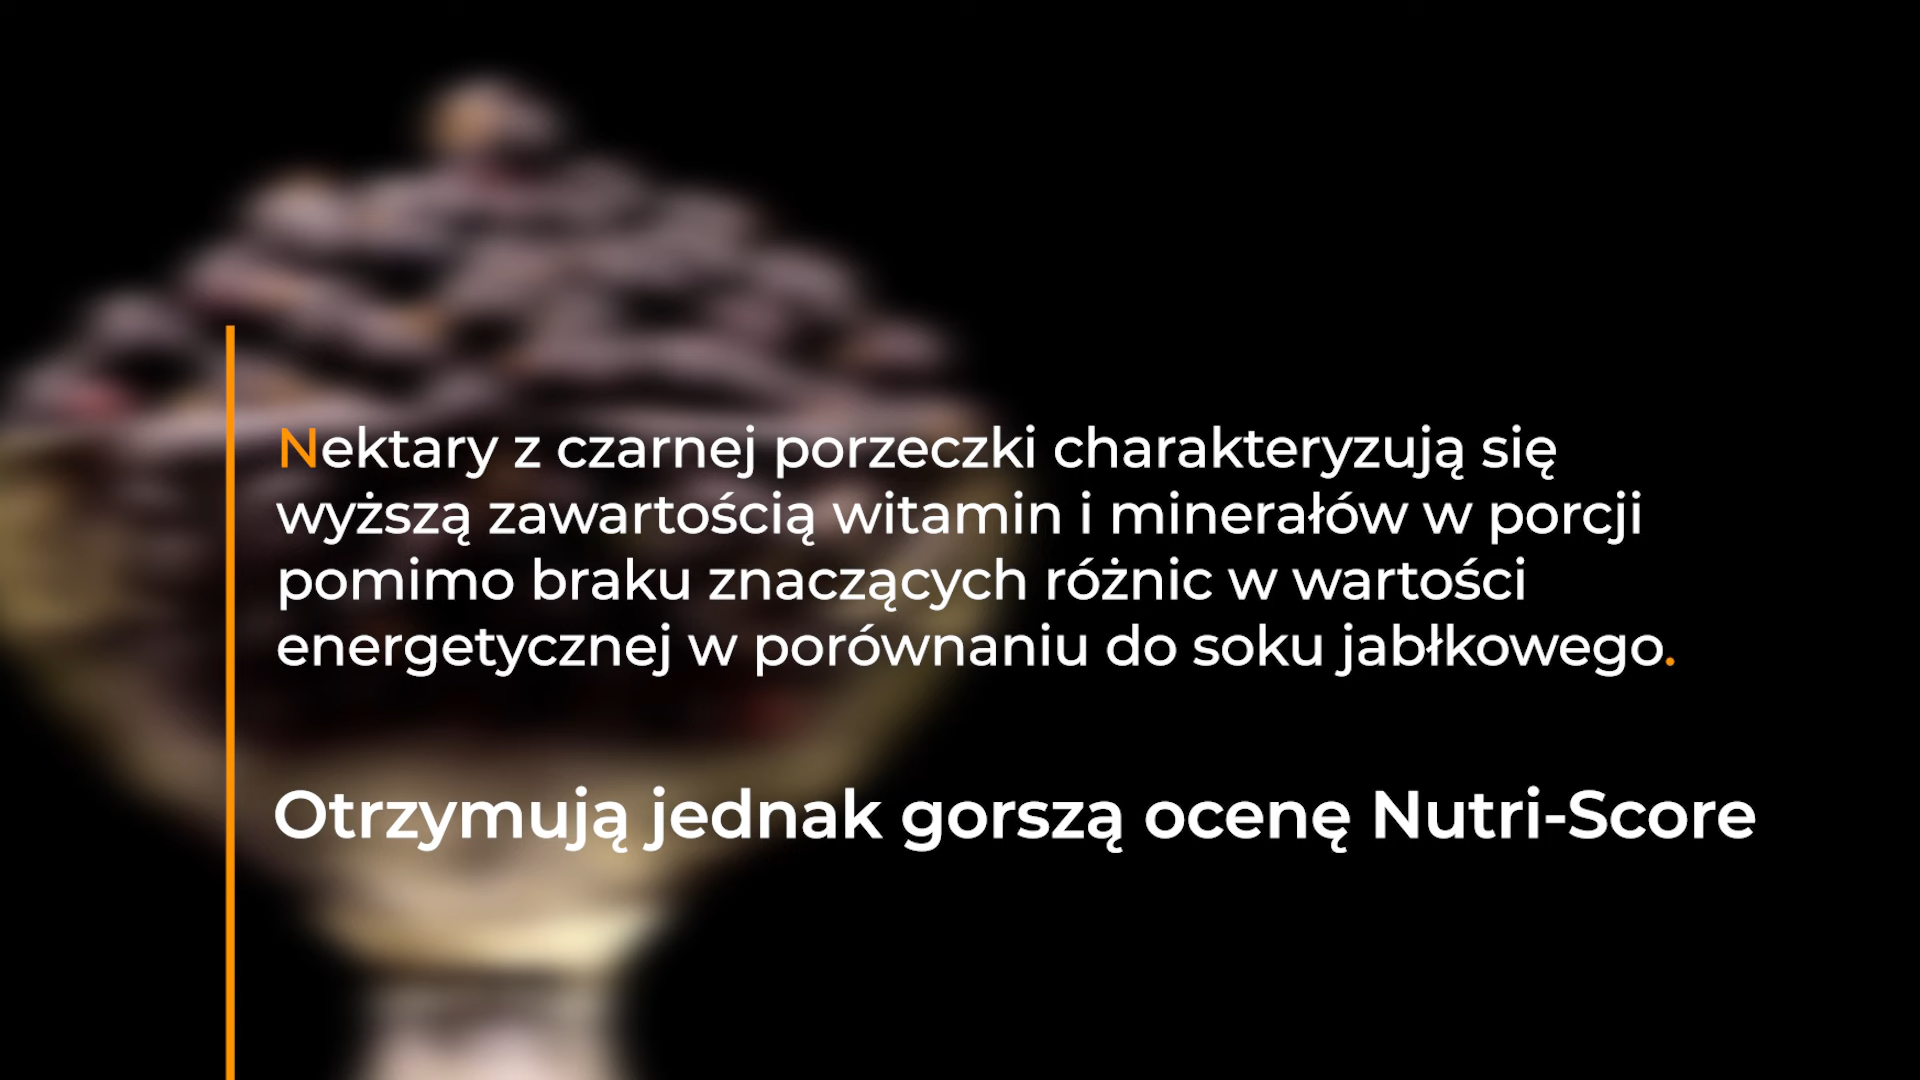 Nektary z czarnej porzeczki charakteryzują się
wyższą zawartością witamin i minerałów w porcji
pomimo braku znaczących różnic w wartości
energetycznej w porównaniu do soku jabłkowego.
Otrzymują jednak gorszą ocenę Nutri-Score